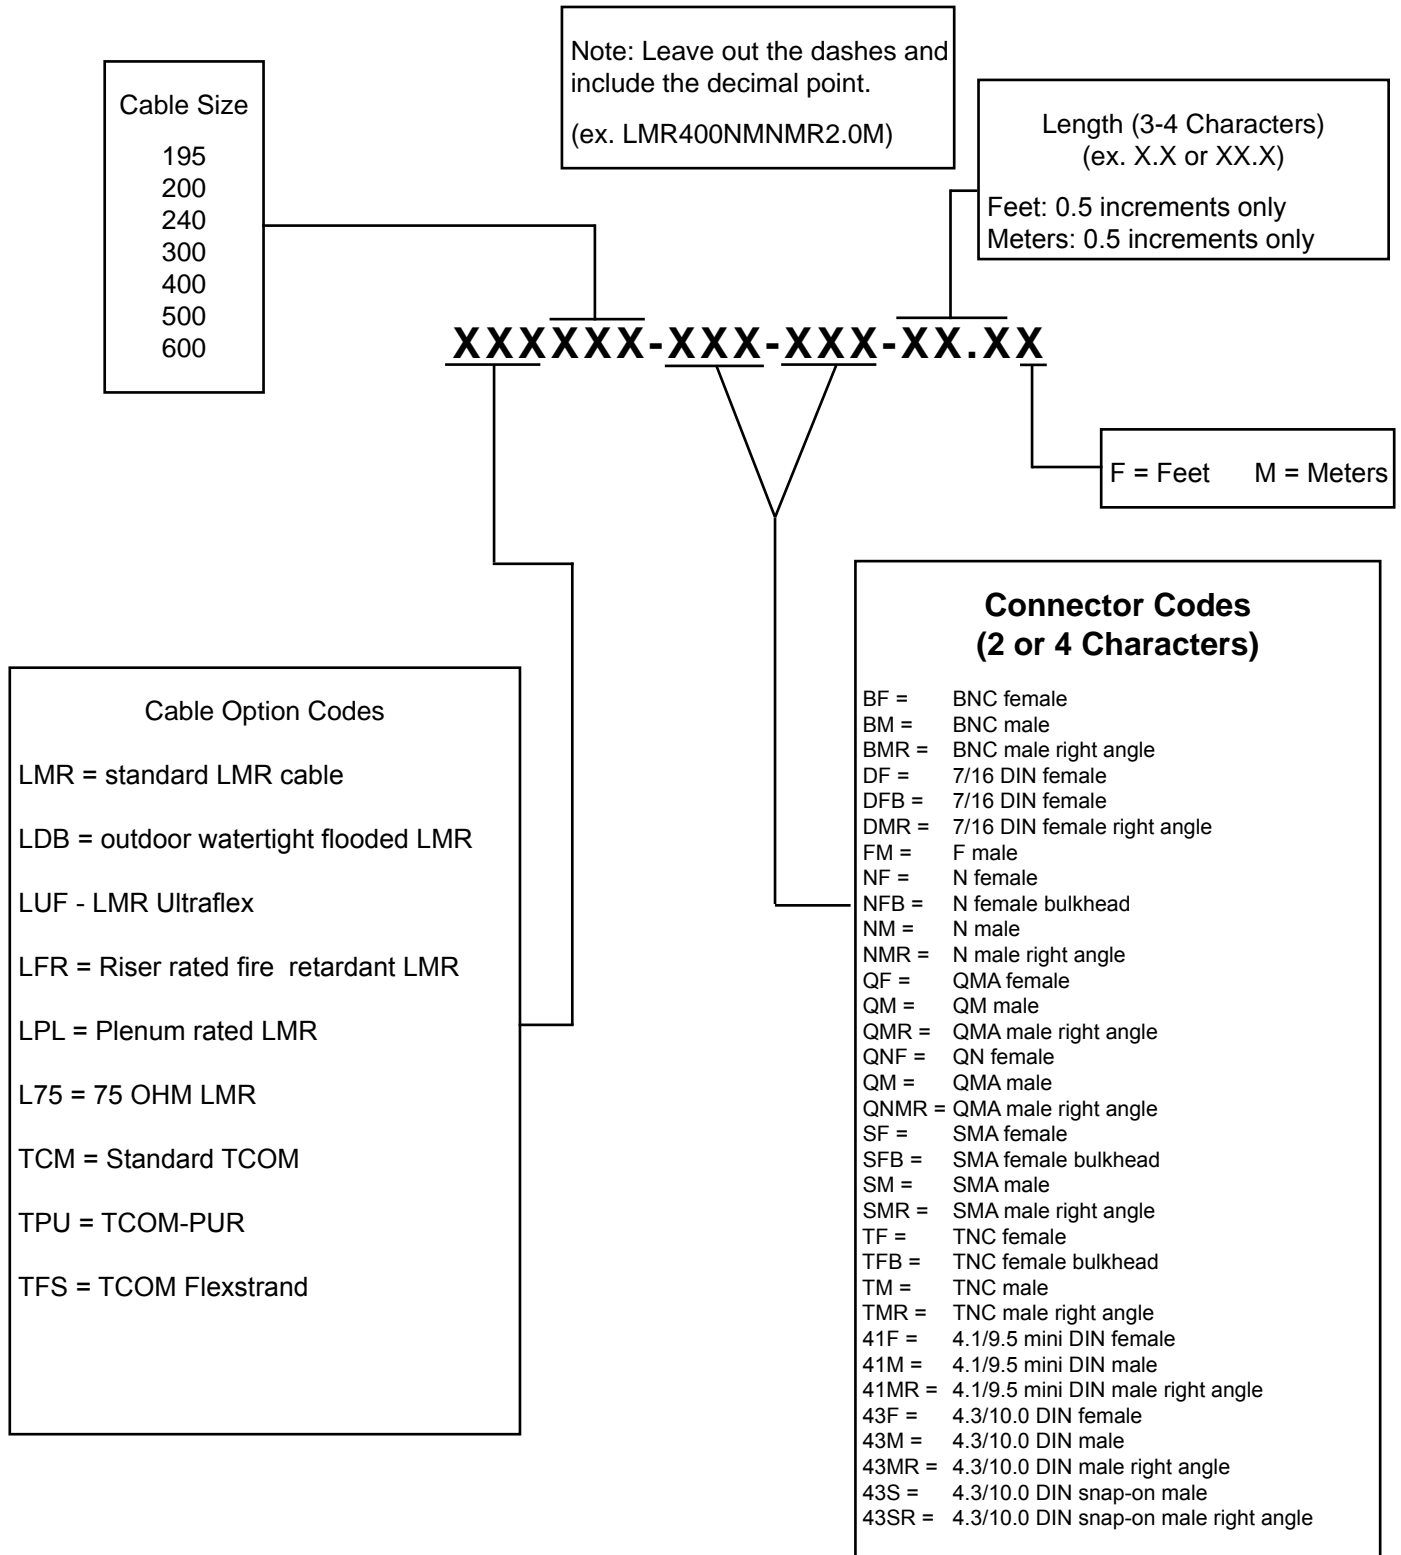 Note: Leave out the dashes and
include the decimal point.
(ex. LMR400NMNMR2.0M)
Cable Size
195
200
240
300
400
500
600
Length (3-4 Characters)
(ex. X.X or XX.X)
Feet: 0.5 increments only
Meters: 0.5 increments only
XXXXXX-XXX-XXX-XX.XX
F = Feet M = Meters
Cable Option Codes
LMR = standard LMR cable
LDB = outdoor watertight flooded LMR
LUF - LMR Ultraflex
LFR = Riser rated fire retardant LMR
LPL = Plenum rated LMR
L75 = 75 OHM LMR
TCM = Standard TCOM
TPU = TCOM-PUR
TFS = TCOM Flexstrand
Connector Codes
(2 or 4 Characters)
BF = BNC female
BM = BNC male
BMR = BNC male right angle
DF = 7/16 DIN female
DFB = 7/16 DIN female
DMR = 7/16 DIN female right angle
FM = F male
NF = N female
NFB = N female bulkhead
NM = N male
NMR = N male right angle
QF = QMA female
QM = QM male
QMR = QMA male right angle
QNF = QN female
QM = QMA male
QNMR = QMA male right angle
SF = SMA female
SFB = SMA female bulkhead
SM = SMA male
SMR = SMA male right angle
TF = TNC female
TFB = TNC female bulkhead
TM = TNC male
TMR = TNC male right angle
41F = 4.1/9.5 mini DIN female
41M = 4.1/9.5 mini DIN male
41MR = 4.1/9.5 mini DIN male right angle
43F = 4.3/10.0 DIN female
43M = 4.3/10.0 DIN male
43MR = 4.3/10.0 DIN male right angle
43S = 4.3/10.0 DIN snap-on male
43SR = 4.3/10.0 DIN snap-on male right angle